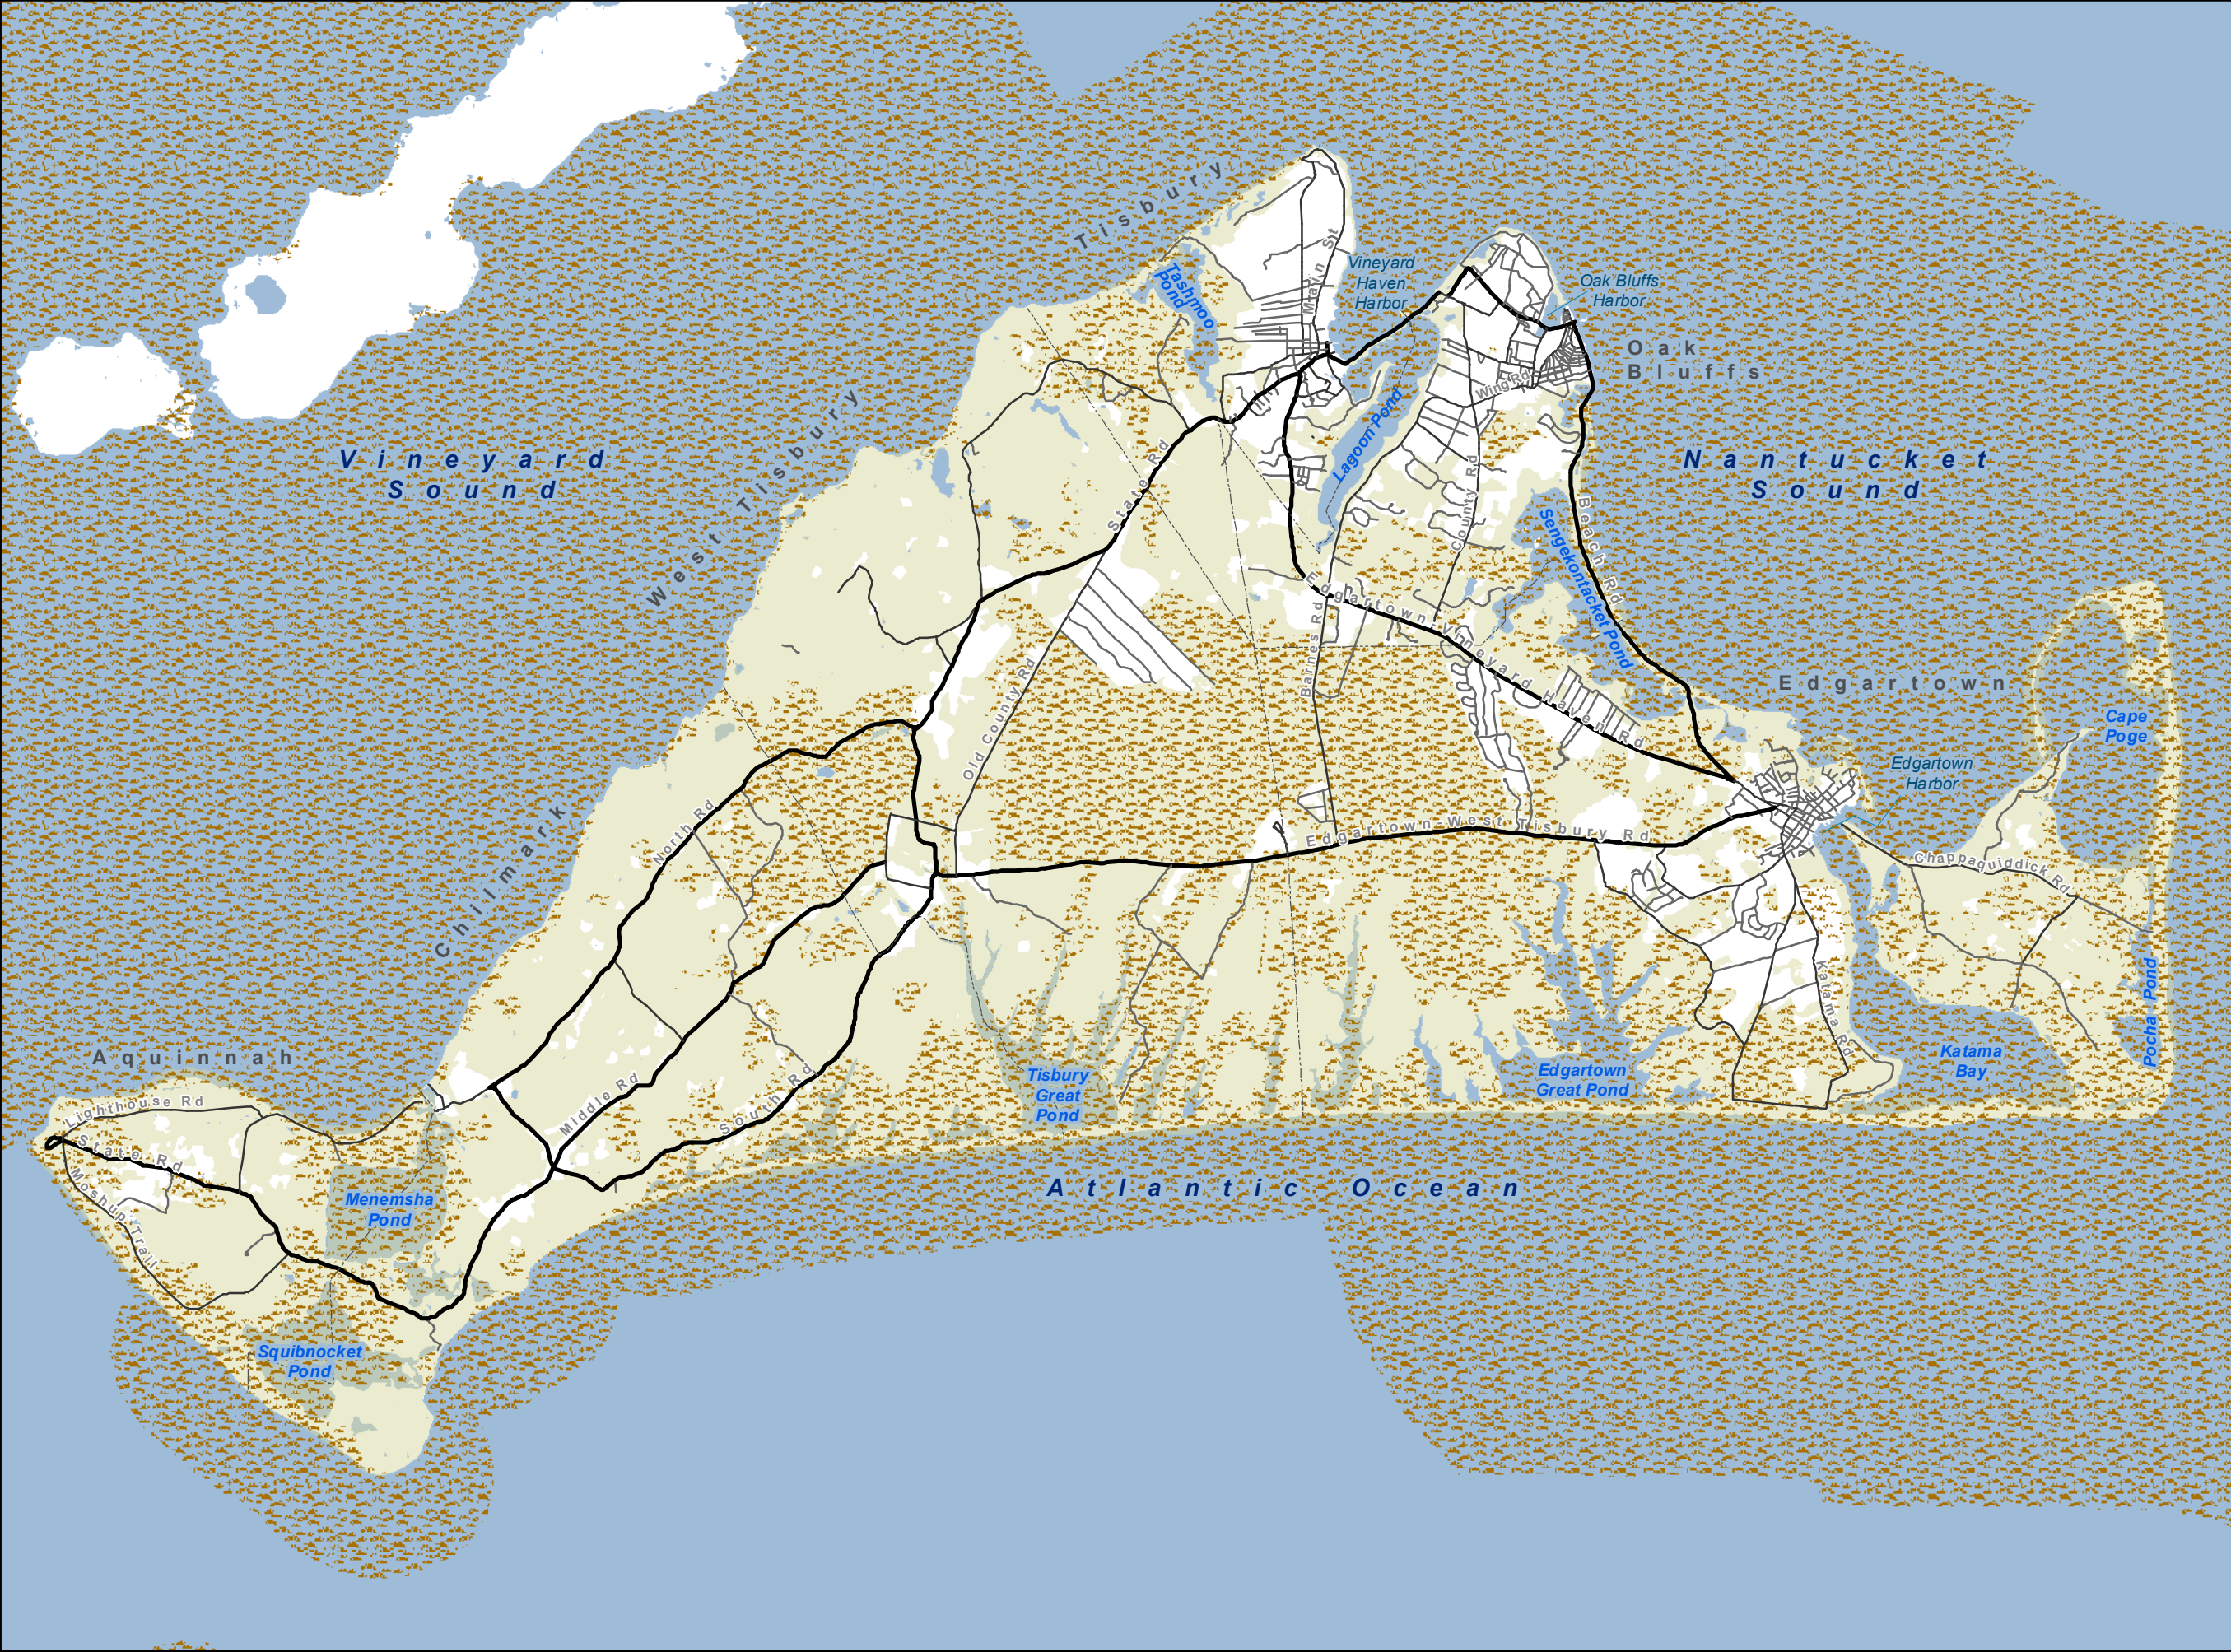 Tisbury
Main St
Vineyard
Haven
Harbor
Tashmoo
Pond
Oak Bluffs
Harbor
Oak
Bluffs
Wing Rd
Lagoon Pond
Vineyard
Sound
West Tisbury
State Rd
County Rd
Nantucket
Sound
Beach Rd
Sengekontacket Pond
Edgartown-Vineyard Haven Rd
Barnes Rd
Old County Rd
Edgartown
Cape
Poge
Edgartown
Harbor
North Rd
Chilmark
Edgartown-West Tisbury Rd
Chappaquiddick Rd
Katama Rd
Pocha Pond
Katama
Bay
Aquinnah
Lighthouse Rd
State Rd
Moshup Trail
Middle Rd
South Rd
Tisbury
Great
Pond
Edgartown
Great Pond
Menemsha
Pond
Atlantic Ocean
Squibnocket
Pond